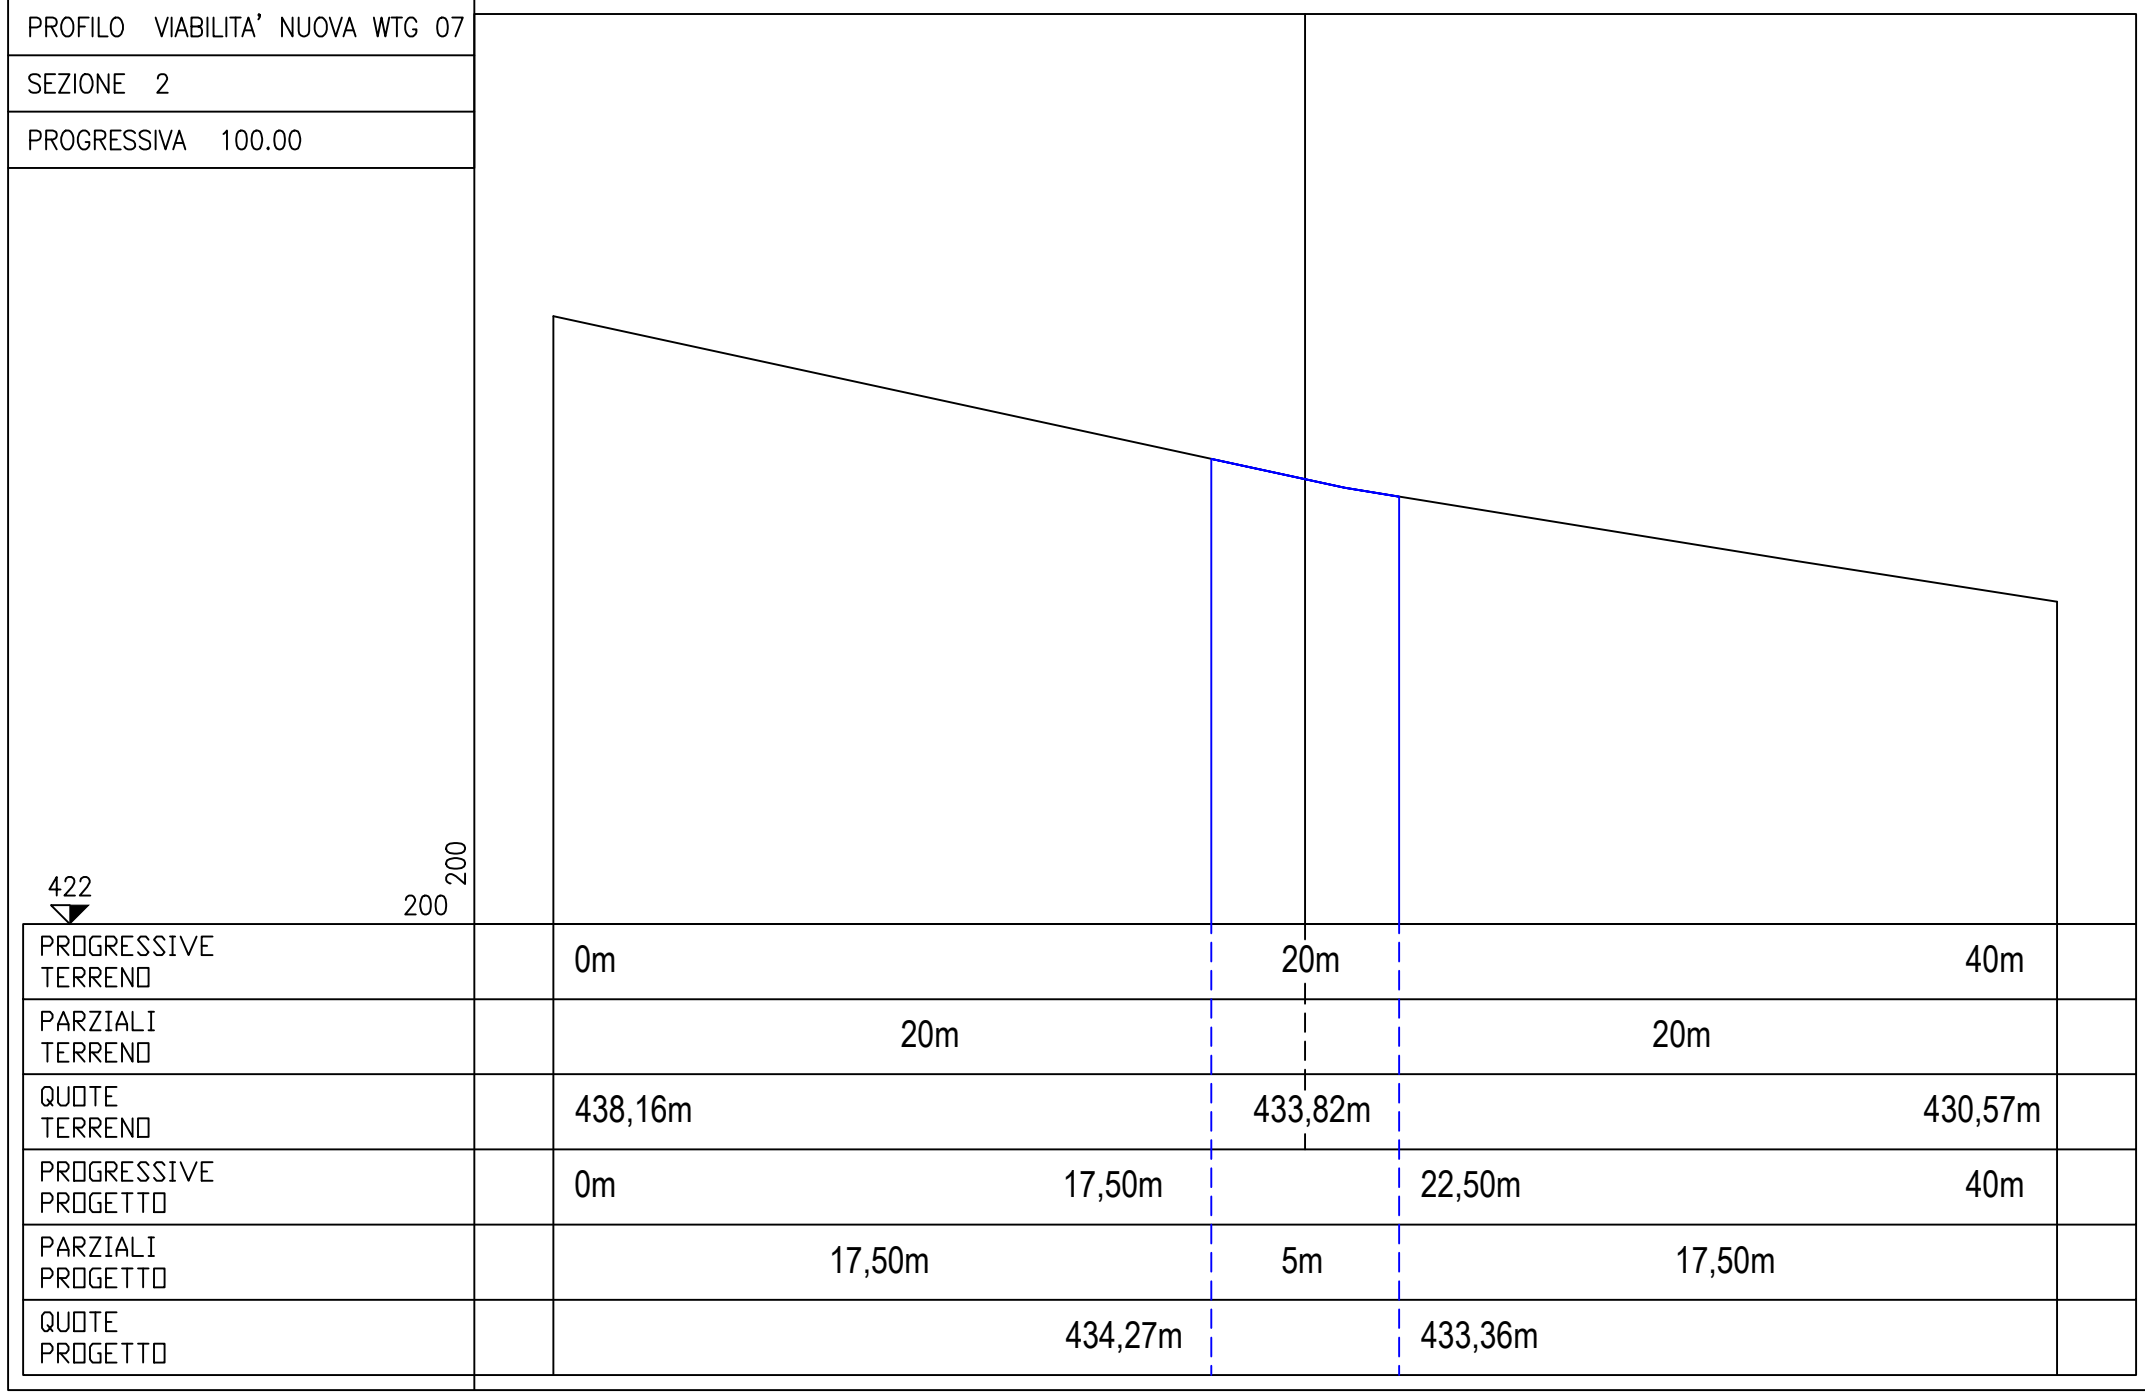 PROFILO VIABILITA' NUOVA WTG 07
SEZIONE 2
PROGRESSIVA 100.00
200
422
200
PROGRESSIVE
TERRENO
0m 20m 40m
PARZIALI
TERRENO
20m 20m
QUOTE
TERRENO
438,16m 433,82m 430,57m
PROGRESSIVE
PROGETTO
0m 17,50m 22,50m 40m
PARZIALI
PROGETTO
17,50m 5m 17,50m
QUOTE
PROGETTO
434,27m 433,36m